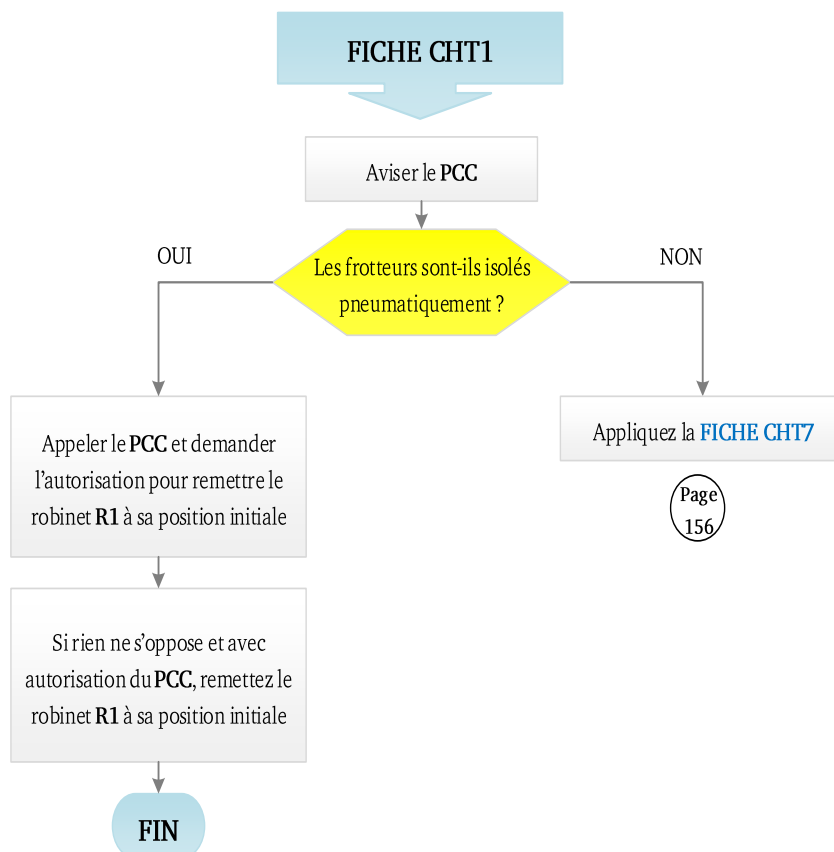 FICHE CHT1
Aviser le PCC
OUI
Les frotteurs sont-ils isolés
pneumatiquement ?
NON
Appeler le PCC et demander
l'autorisation pour remettre le
robinet R1 à sa position initiale
Appliquez la FICHE CHT7
Page
156
Si rien ne s'oppose et avec
autorisation du PCC, remettez le
robinet R1 à sa position initiale
FIN